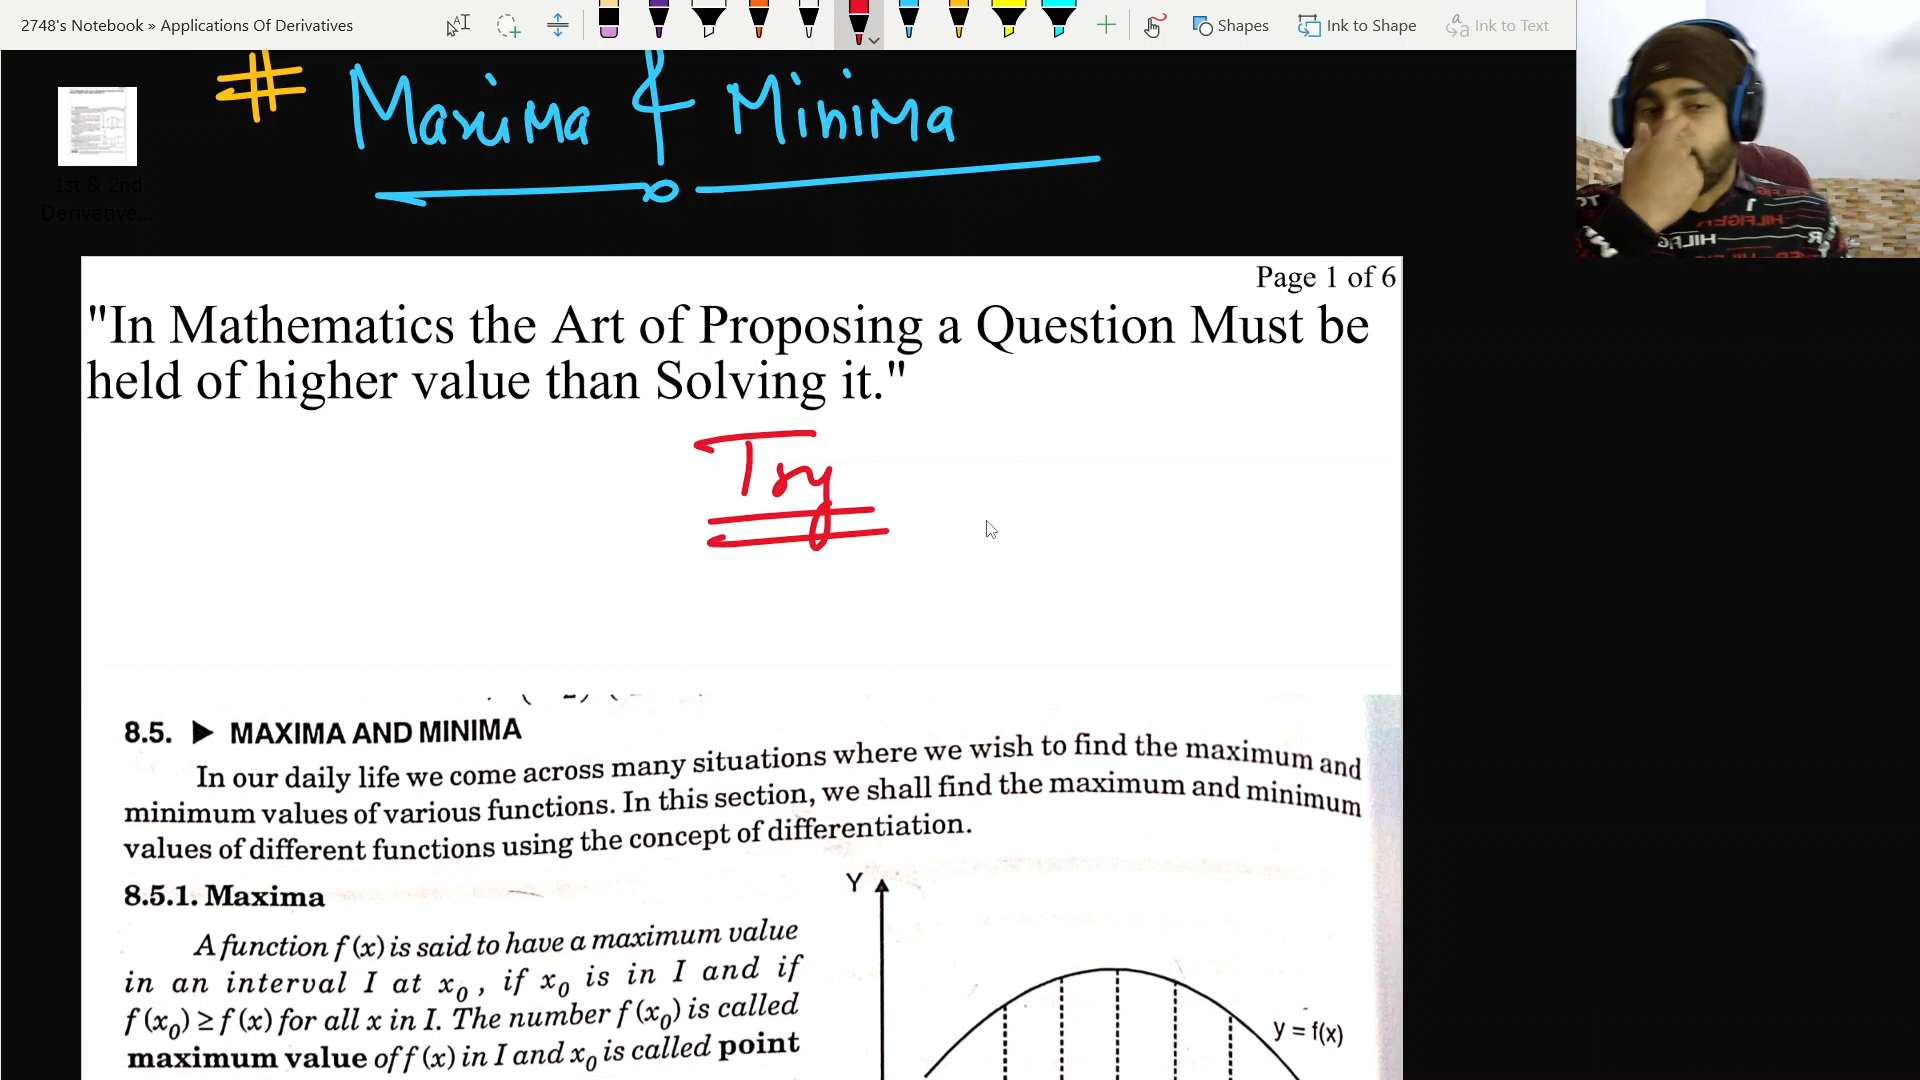 2748's Notebook » Applications Of Derivatives
Shapes
Ink to Shape
Ink to Text
# Maxima & Minima
1st & 2nd
Derivative...
Page 1 of 6
"In Mathematics the Art of Proposing a Question Must be
held of higher value than Solving it."
Try
8.5. ▶ MAXIMA AND MINIMA
In our daily life we come across many situations where we wish to find the maximum and
minimum values of various functions. In this section, we shall find the maximum and minimum
values of different functions using the concept of differentiation.
8.5.1. Maxima
A function f (x) is said to have a maximum value
in an interval I at x₀, if x₀ is in I and if
f (x₀) ≥ f (x) for all x in I. The number f (x₀) is called
maximum value of f (x) in I and x₀ is called point
Y
y = f(x)